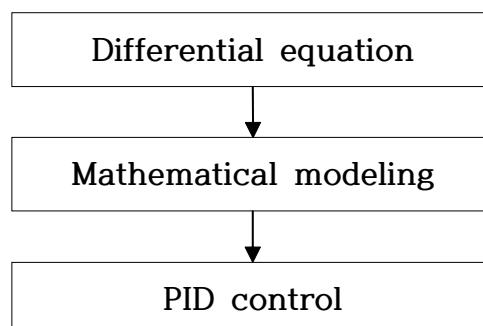 Differential equation
Mathematical modeling
PID control